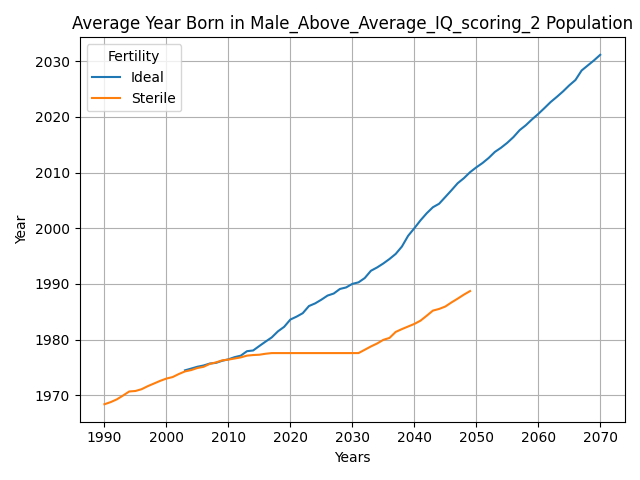 Average Year Born in Male_Above_Average_IQ_scoring_2 Population
Fertility
Ideal
Sterile
Year
2030
2020
2010
2000
1990
1980
1970
1990 2000 2010 2020 2030 2040 2050 2060 2070
Years